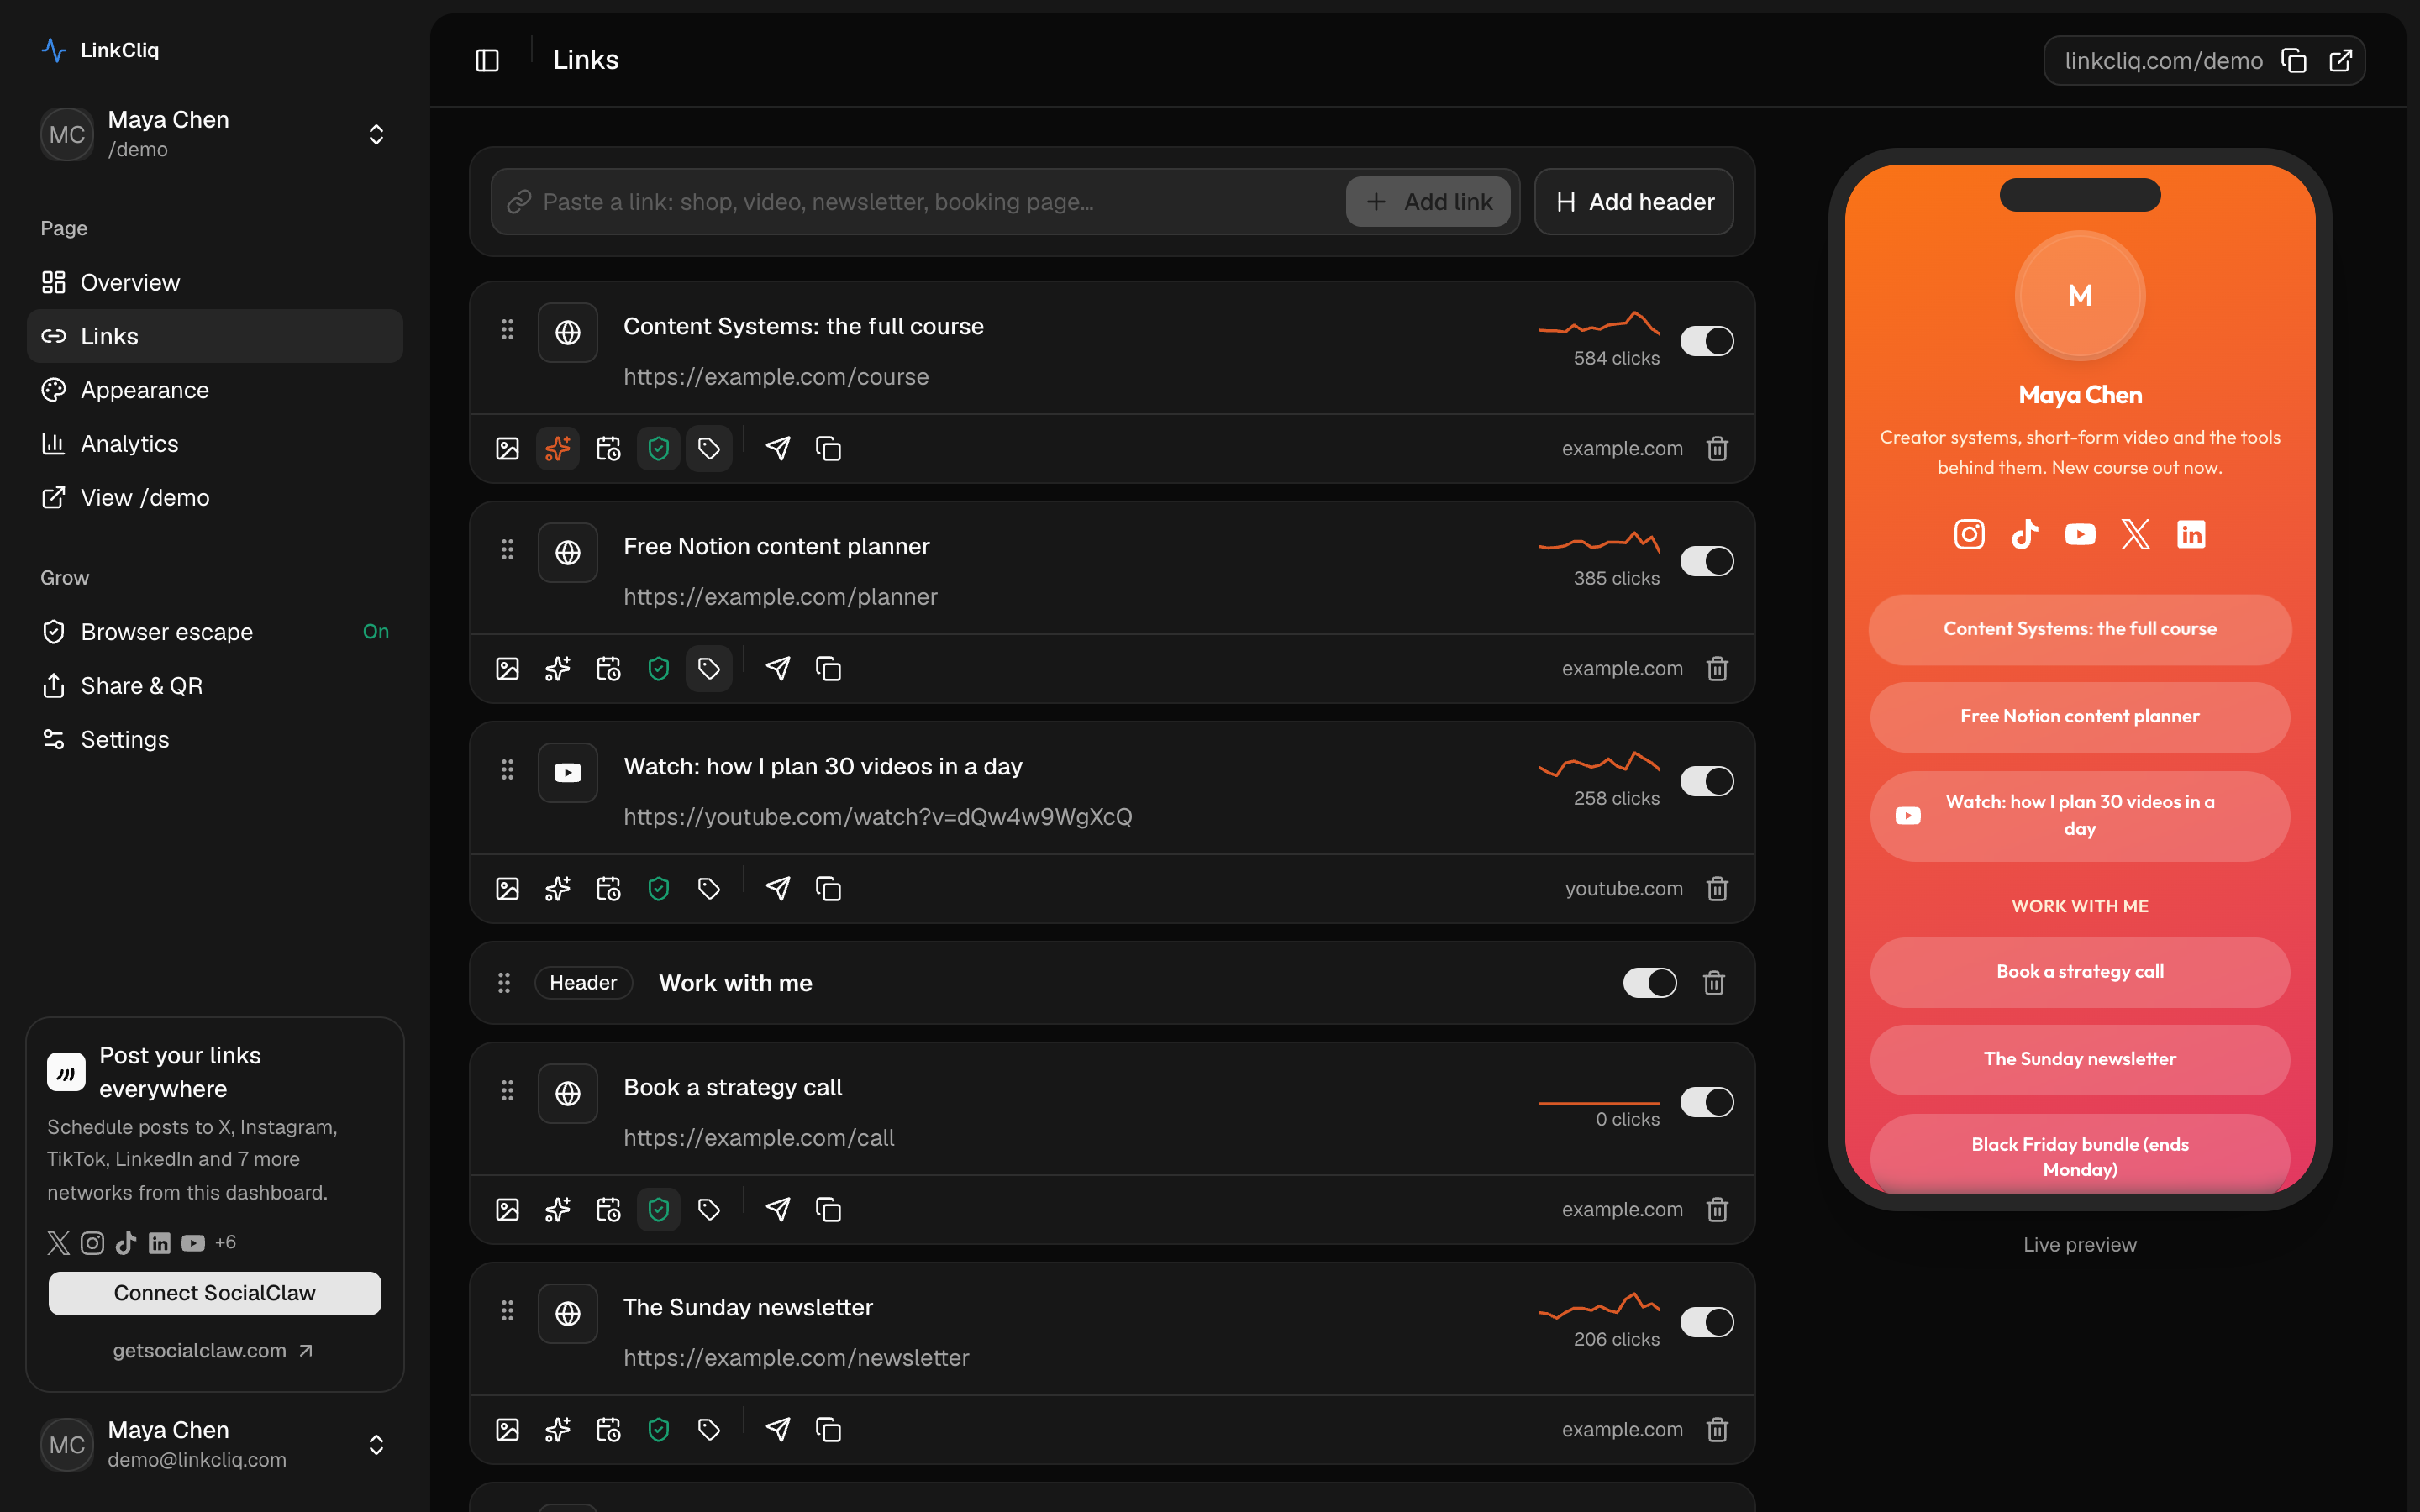 LinkCliq
MC
Maya Chen
/demo
Page
Overview
Links
Appearance
Analytics
View /demo
Grow
Browser escape
On
Share & QR
Settings
Post your links
everywhere
Schedule posts to X, Instagram,
TikTok, LinkedIn and 7 more
networks from this dashboard.
+6
Connect SocialClaw
getsocialclaw.com
MC
Maya Chen
demo@linkcliq.com
Links
linkcliq.com/demo
Paste a link: shop, video, newsletter, booking page...
Add link
Add header
Content Systems: the full course
https://example.com/course
584 clicks
example.com
Free Notion content planner
https://example.com/planner
385 clicks
example.com
Watch: how I plan 30 videos in a day
https://youtube.com/watch?v=dQw4w9WgXcQ
258 clicks
youtube.com
Header
Work with me
Book a strategy call
https://example.com/call
0 clicks
example.com
The Sunday newsletter
https://example.com/newsletter
206 clicks
example.com
M
Maya Chen
Creator systems, short-form video and the tools
behind them. New course out now.
Content Systems: the full course
Free Notion content planner
Watch: how I plan 30 videos in a
day
WORK WITH ME
Book a strategy call
The Sunday newsletter
Black Friday bundle (ends
Monday)
Live preview